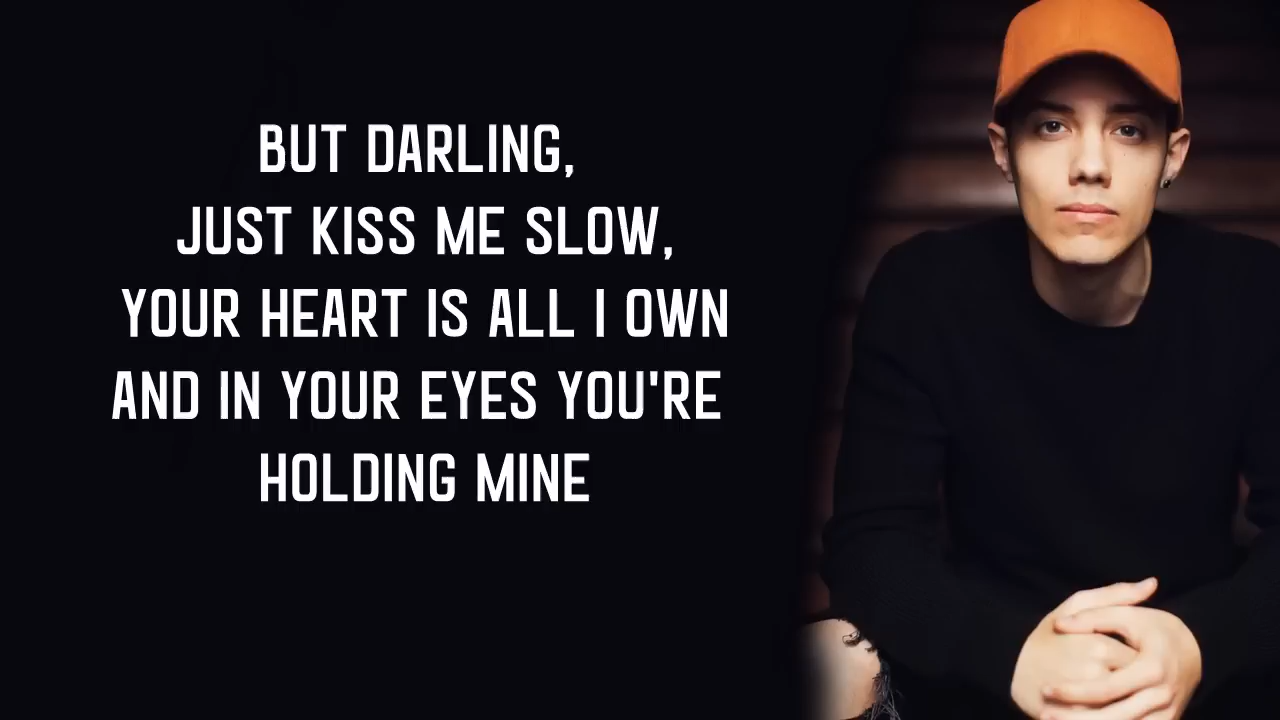 BUT DARLING,
JUST KISS ME SLOW,
YOUR HEART IS ALL I OWN
AND IN YOUR EYES YOU'RE
HOLDING MINE